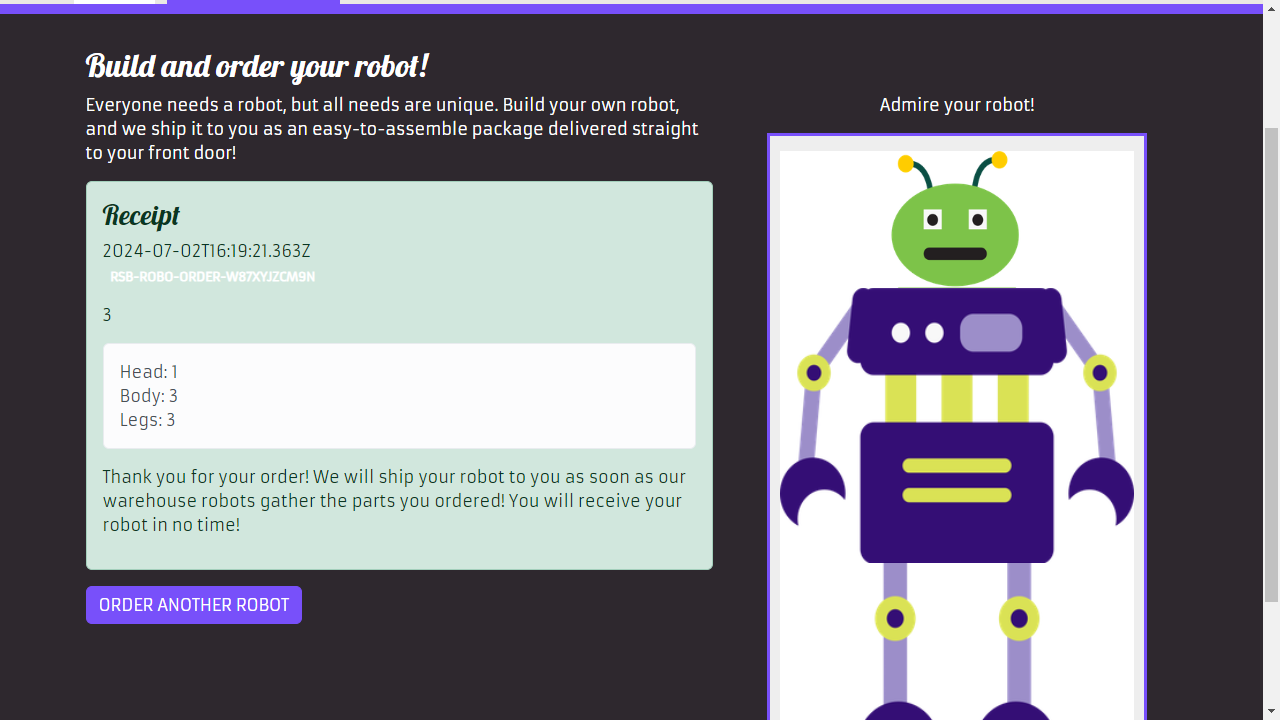 Build and order your robot!
Everyone needs a robot, but all needs are unique. Build your own robot,
and we ship it to you as an easy-to-assemble package delivered straight
to your front door!
Admire your robot!
Receipt
2024-07-02T16:19:21.363Z
RSB-ROBO-ORDER-W87XYJZCM9N
3
Head: 1
Body: 3
Legs: 3
Thank you for your order! We will ship your robot to you as soon as our
warehouse robots gather the parts you ordered! You will receive your
robot in no time!
ORDER ANOTHER ROBOT